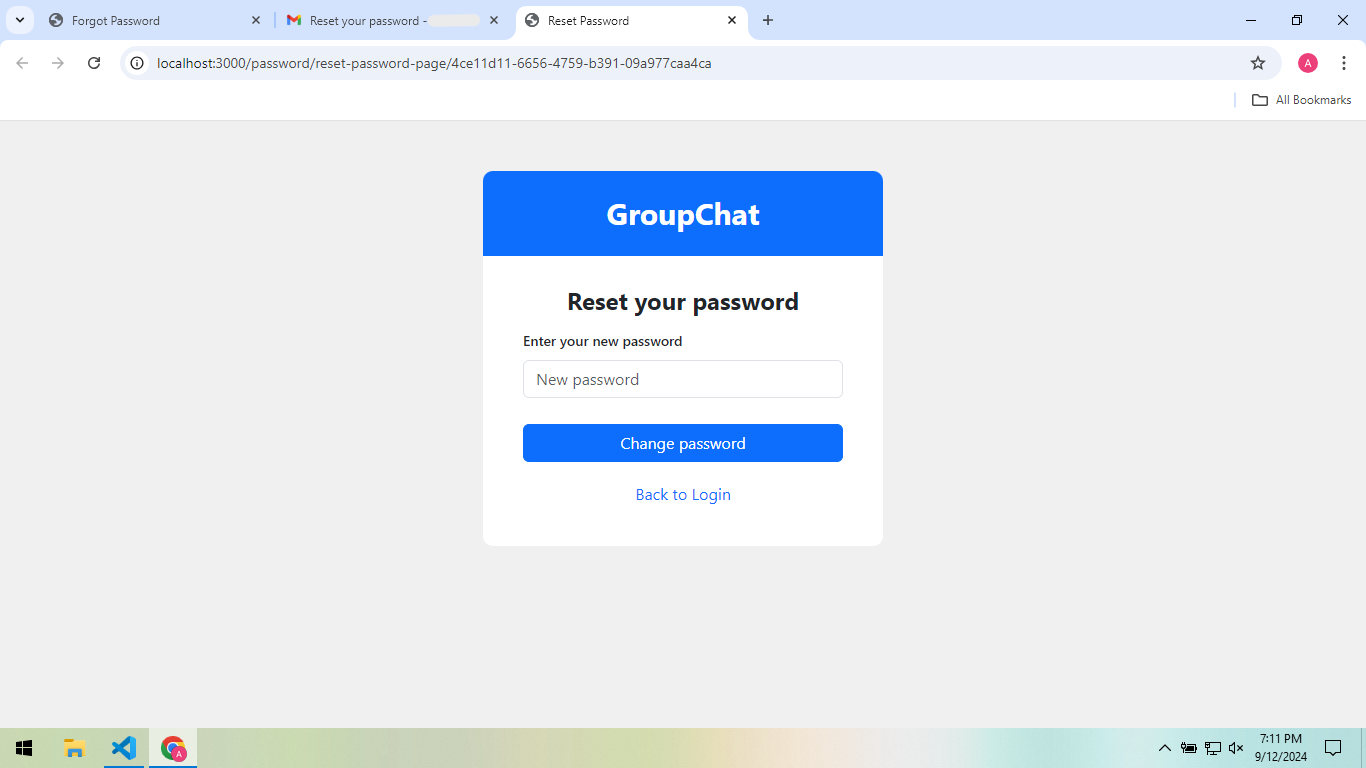 Forgot Password
Reset your password -
Reset Password
localhost:3000/password/reset-password-page/4ce11d11-6656-4759-b391-09a977caa4ca
A
All Bookmarks
GroupChat
Reset your password
Enter your new password
New password
Change password
Back to Login
A
7:11 PM
9/12/2024